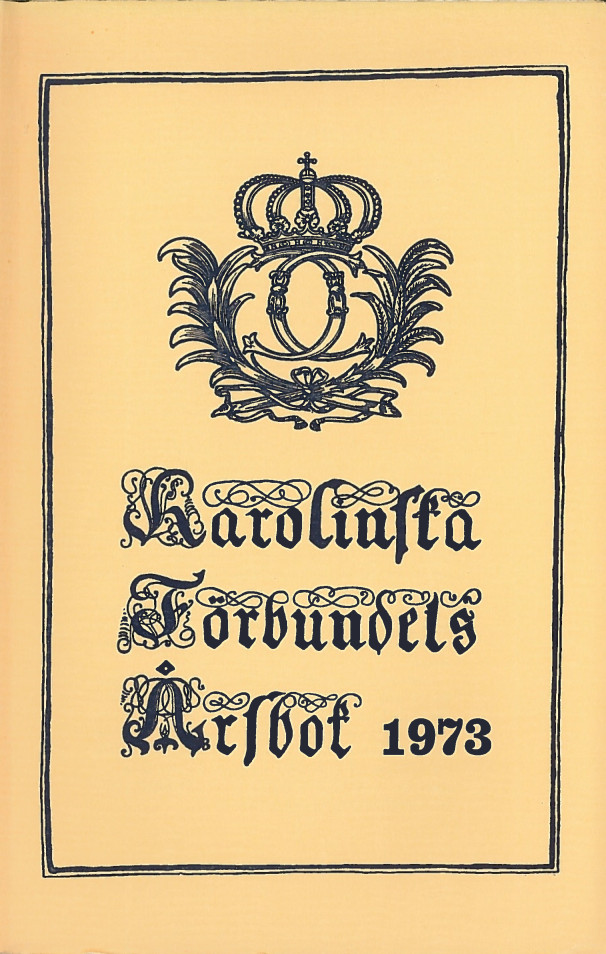 Karolinska
Förbundets
Årsbok 1973